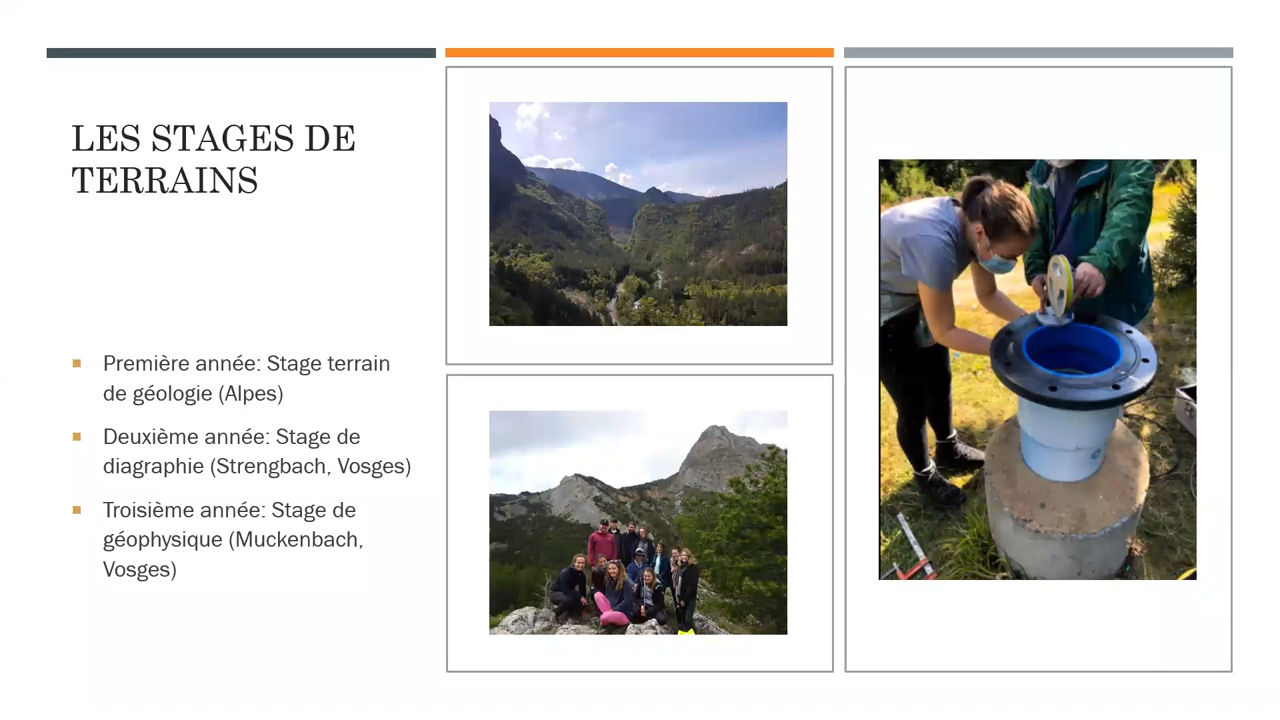 LES STAGES DE
TERRAINS
Première année: Stage terrain
de géologie (Alpes)
Deuxième année: Stage de
diagraphie (Strengbach, Vosges)
Troisième année: Stage de
géophysique (Muckenbach,
Vosges)